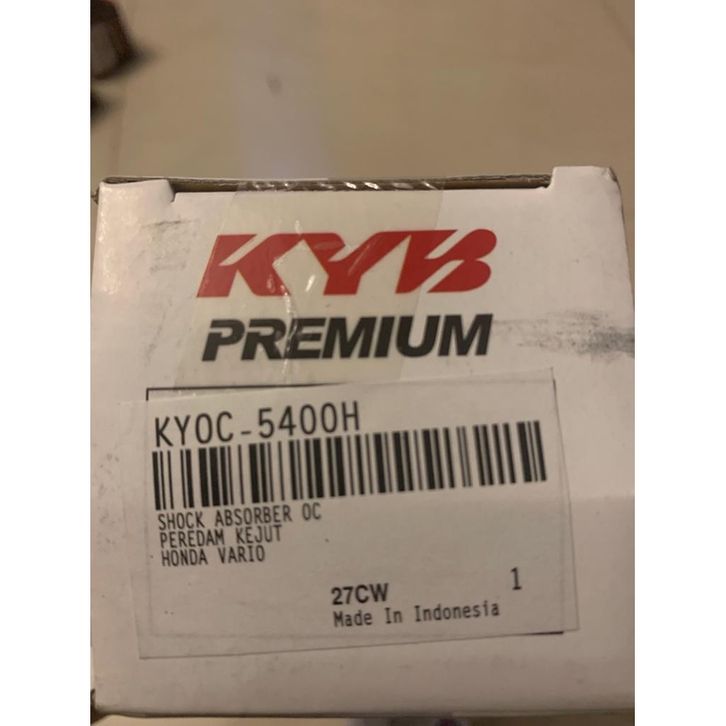 KYB
PREMIUM
KYOC-5400H
SHOCK ABSORBER OC
PEREDAM KEJUT
HONDA VARIO
27CW 1
Made In Indonesia